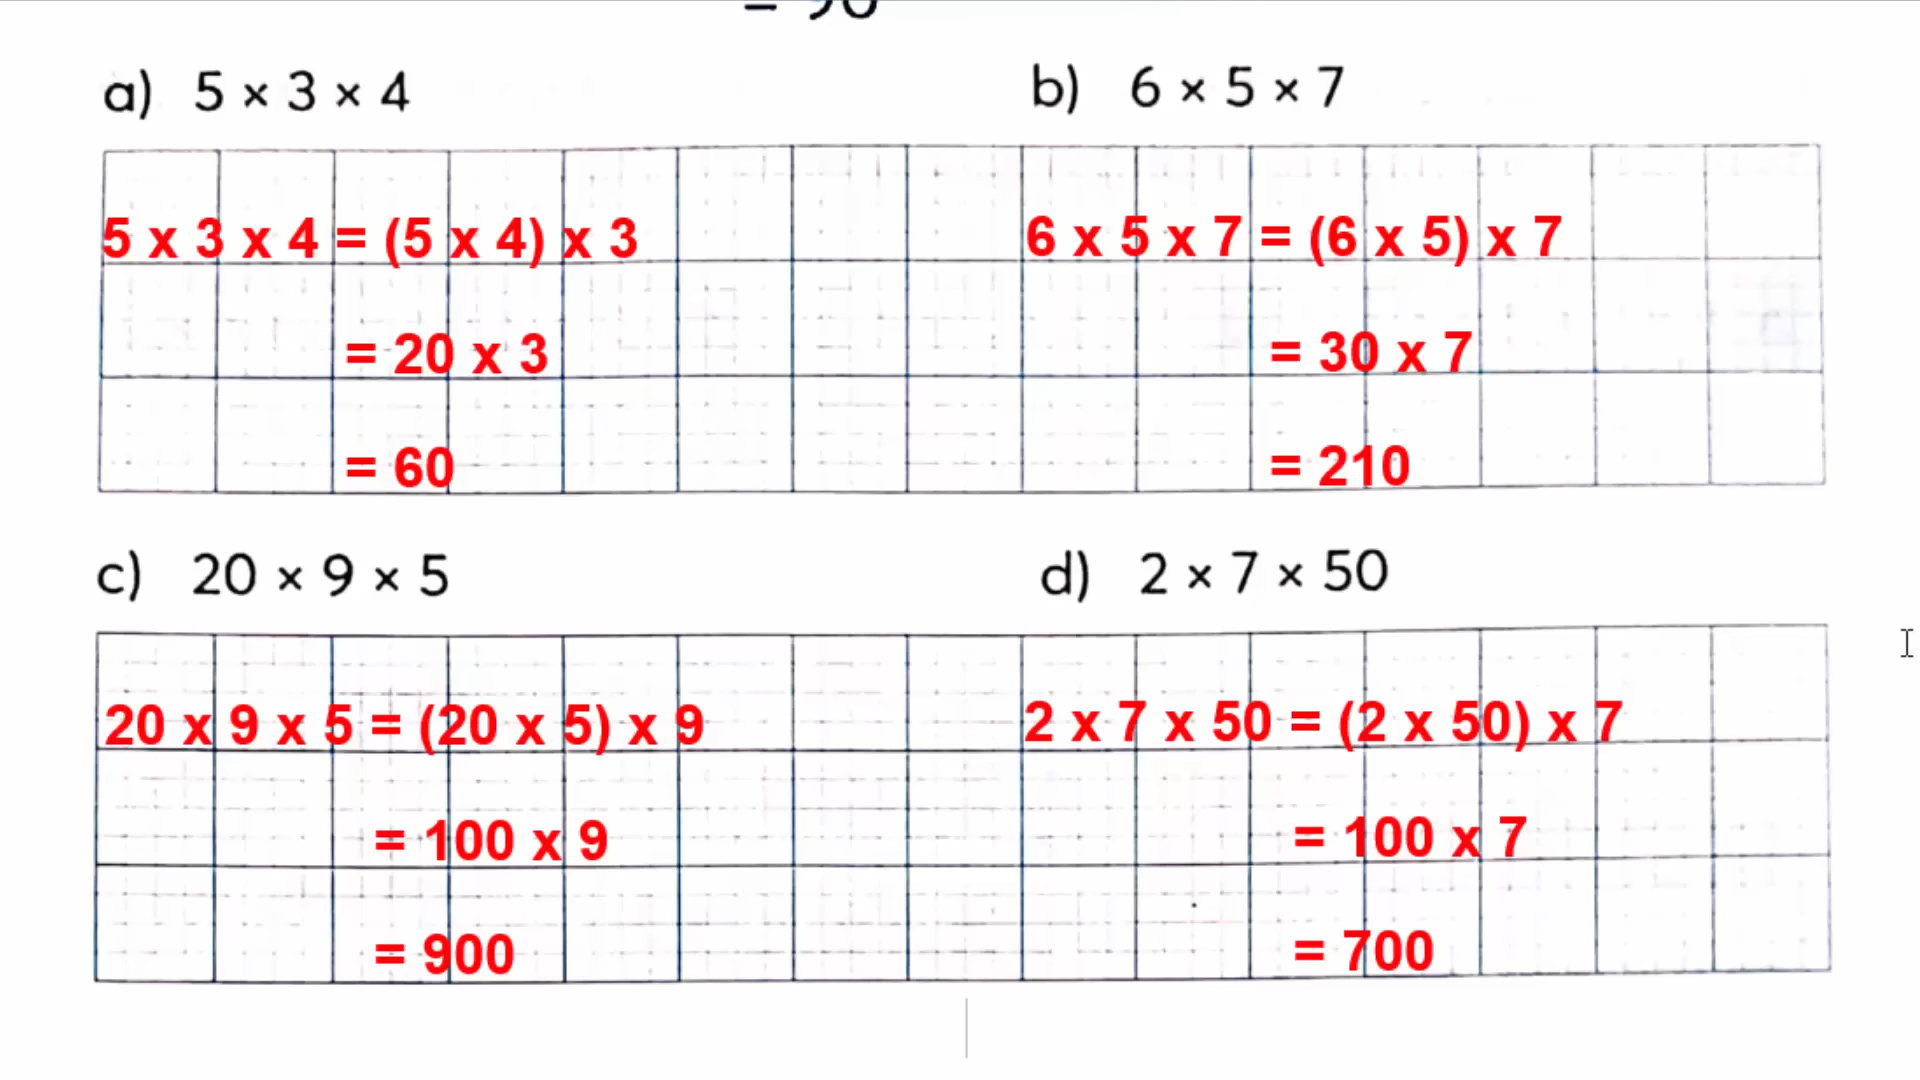 = 90
a) 5 × 3 × 4
b) 6 × 5 × 7
5 x 3 x 4 = (5 x 4) x 3
= 20 x 3
= 60
6 x 5 x 7 = (6 x 5) x 7
= 30 x 7
= 210
c) 20 × 9 × 5
d) 2 × 7 × 50
20 x 9 x 5 = (20 x 5) x 9
= 100 x 9
= 900
2 x 7 x 50 = (2 x 50) x 7
= 100 x 7
= 700